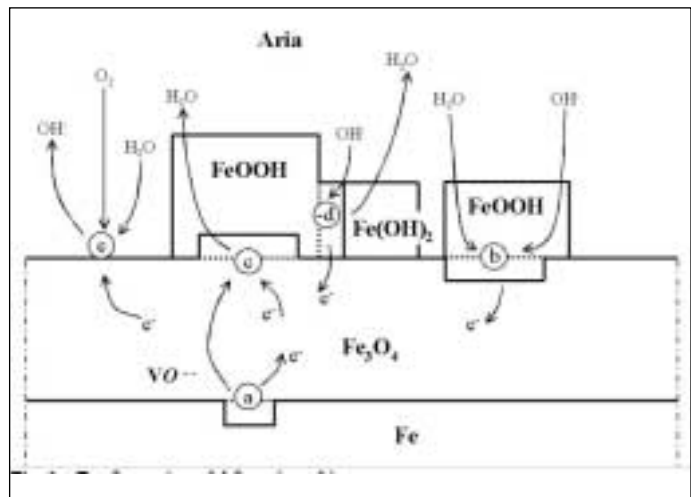 Aria
O₂
H₂O
H₂O
H₂O
OH⁻
OH⁻
OH⁻
H₂O
FeOOH
FeOOH
-d
Fe(OH)₂
e
c
b
e⁻
e⁻
e⁻
e⁻
Fe₃O₄
VO··
e⁻
a
Fe